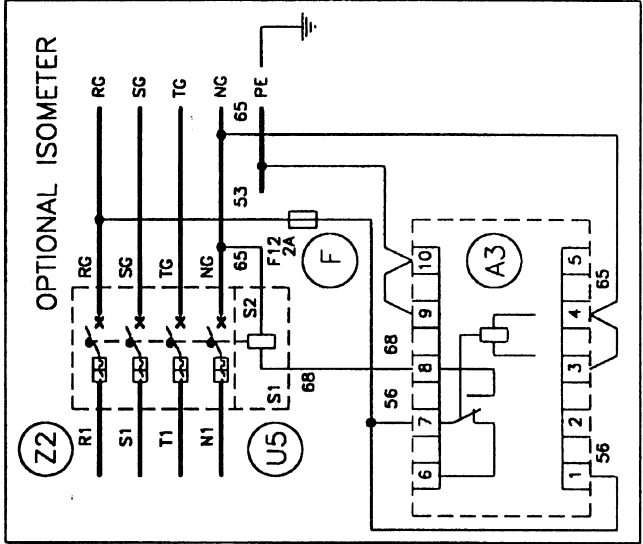 OPTIONAL ISOMETER
RG
SG
TG
NG
PE
65
53
RG
SG
TG
NG
65
F12
2A
F
S2
S1
68
R1
S1
T1
N1
Z2
U5
A3
10
9
8
7
6
68
56
5
4
3
2
1
65
56